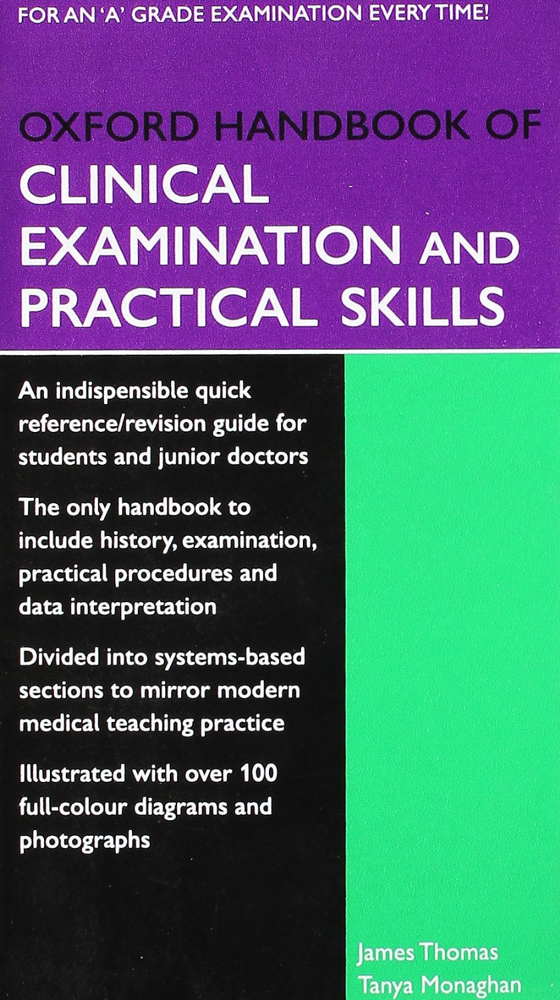 FOR AN ‘A’ GRADE EXAMINATION EVERY TIME!
OXFORD HANDBOOK OF
CLINICAL
EXAMINATION AND
PRACTICAL SKILLS
An indispensible quick
reference/revision guide for
students and junior doctors
The only handbook to
include history, examination,
practical procedures and
data interpretation
Divided into systems-based
sections to mirror modern
medical teaching practice
Illustrated with over 100
full-colour diagrams and
photographs
James Thomas
Tanya Monaghan